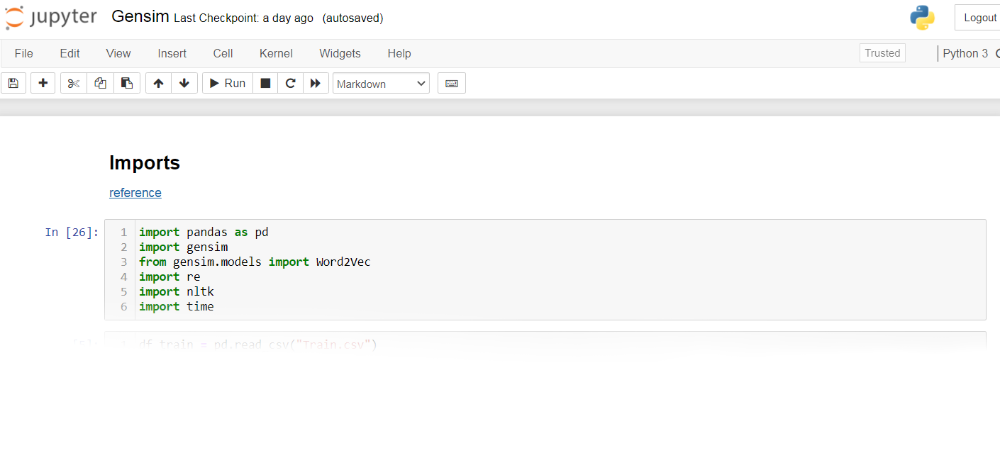 jupyter Gensim Last Checkpoint: a day ago (autosaved) Logout
File Edit View Insert Cell Kernel Widgets Help Trusted Python 3
Run Markdown
Imports
reference
In [26]: 1 import pandas as pd
2 import gensim
3 from gensim.models import Word2Vec
4 import re
5 import nltk
6 import time
1 df_train = pd.read_csv("Train.csv")